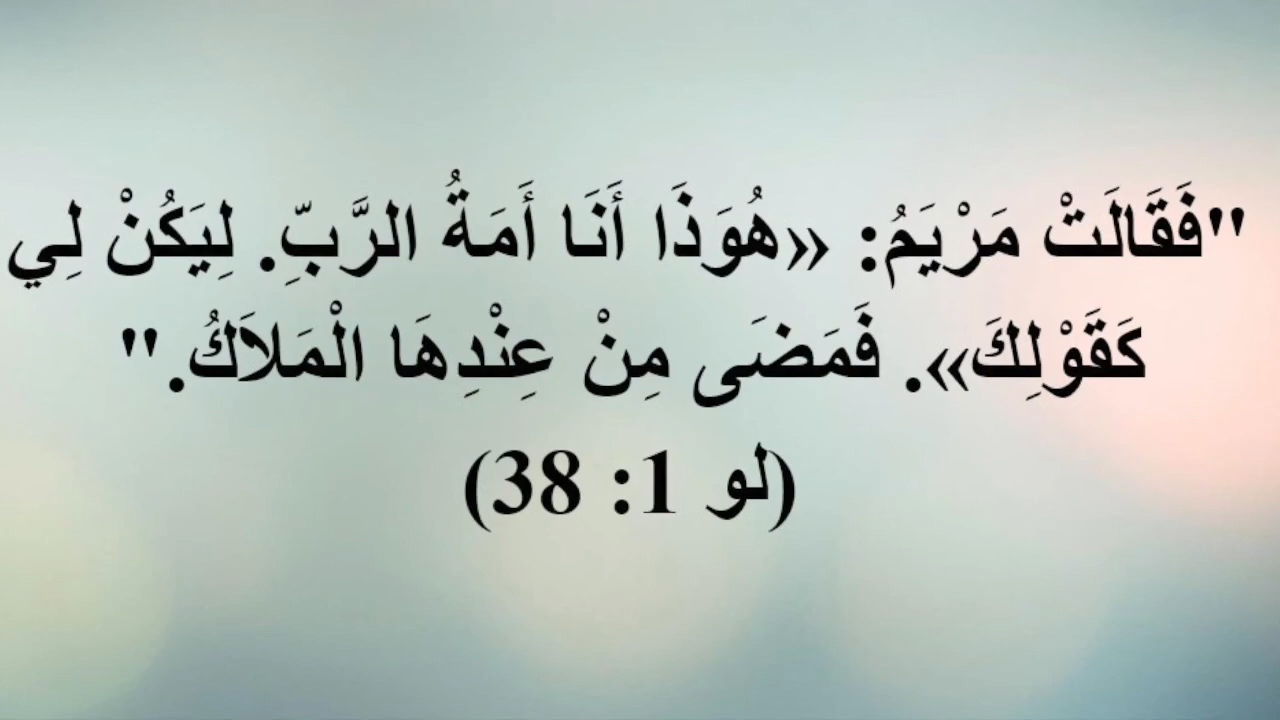 "فَقَالَتْ مَرْيَمُ: «هُوَذَا أَنَا أَمَةُ الرَّبِّ. لِيَكُنْ لِي
كَقَوْلِكَ». فَمَضَى مِنْ عِنْدِهَا الْمَلاَكُ."
(لو 1: 38)